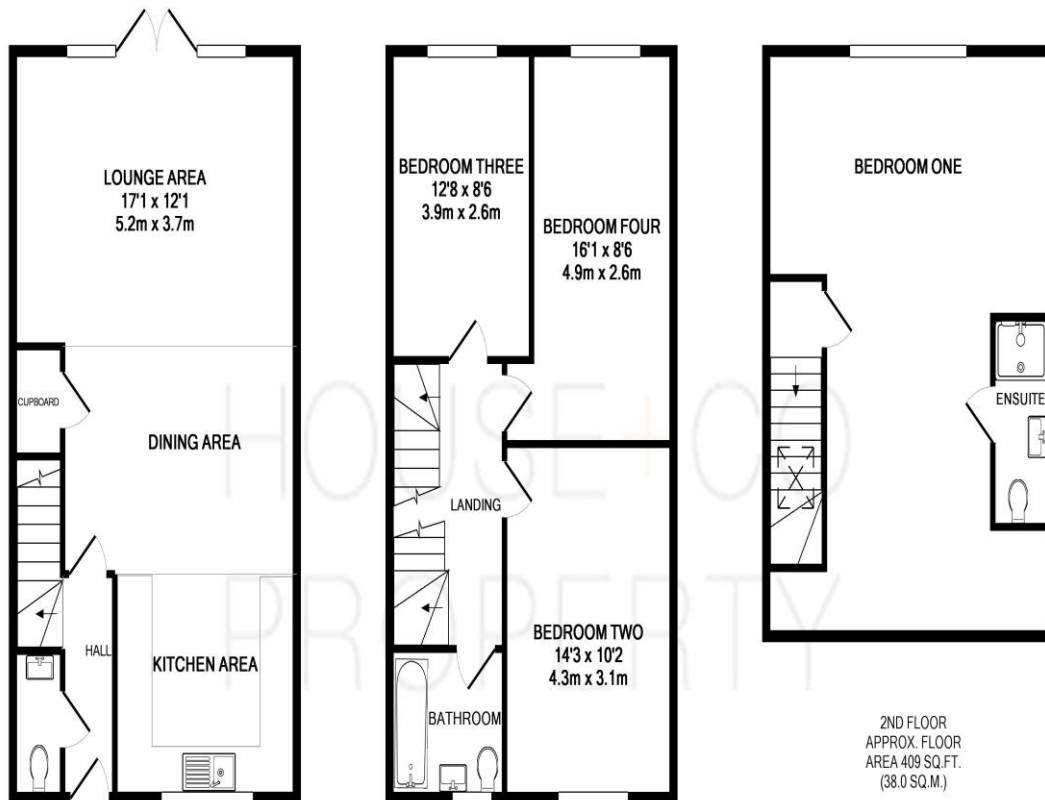 LOUNGE AREA
17'1 x 12'1
5.2m x 3.7m
CUPBOARD
DINING AREA
HALL
KITCHEN AREA
BEDROOM THREE
12'8 x 8'6
3.9m x 2.6m
BEDROOM FOUR
16'1 x 8'6
4.9m x 2.6m
LANDING
BEDROOM TWO
14'3 x 10'2
4.3m x 3.1m
BATHROOM
BEDROOM ONE
ENSUITE
2ND FLOOR
APPROX. FLOOR
AREA 409 SQ.FT.
(38.0 SQ.M.)
HOUSE+CO
PROPERTY